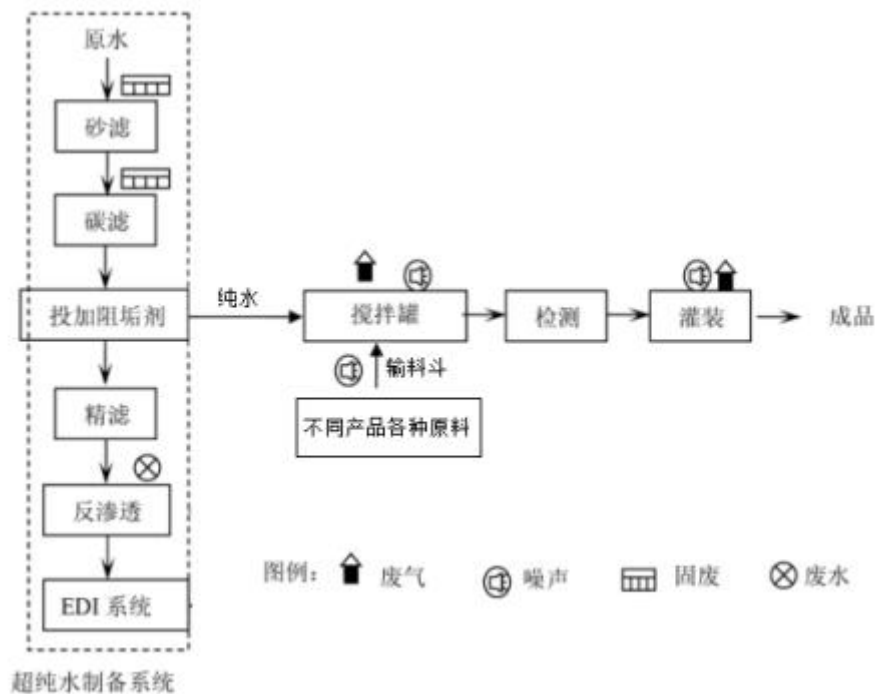 原水
砂滤
碳滤
投加阻垢剂
纯水
搅拌罐
检测
灌装
成品
输料斗
不同产品各种原料
精滤
反渗透
EDI 系统
图例:
废气
噪声
固废
废水
超纯水制备系统